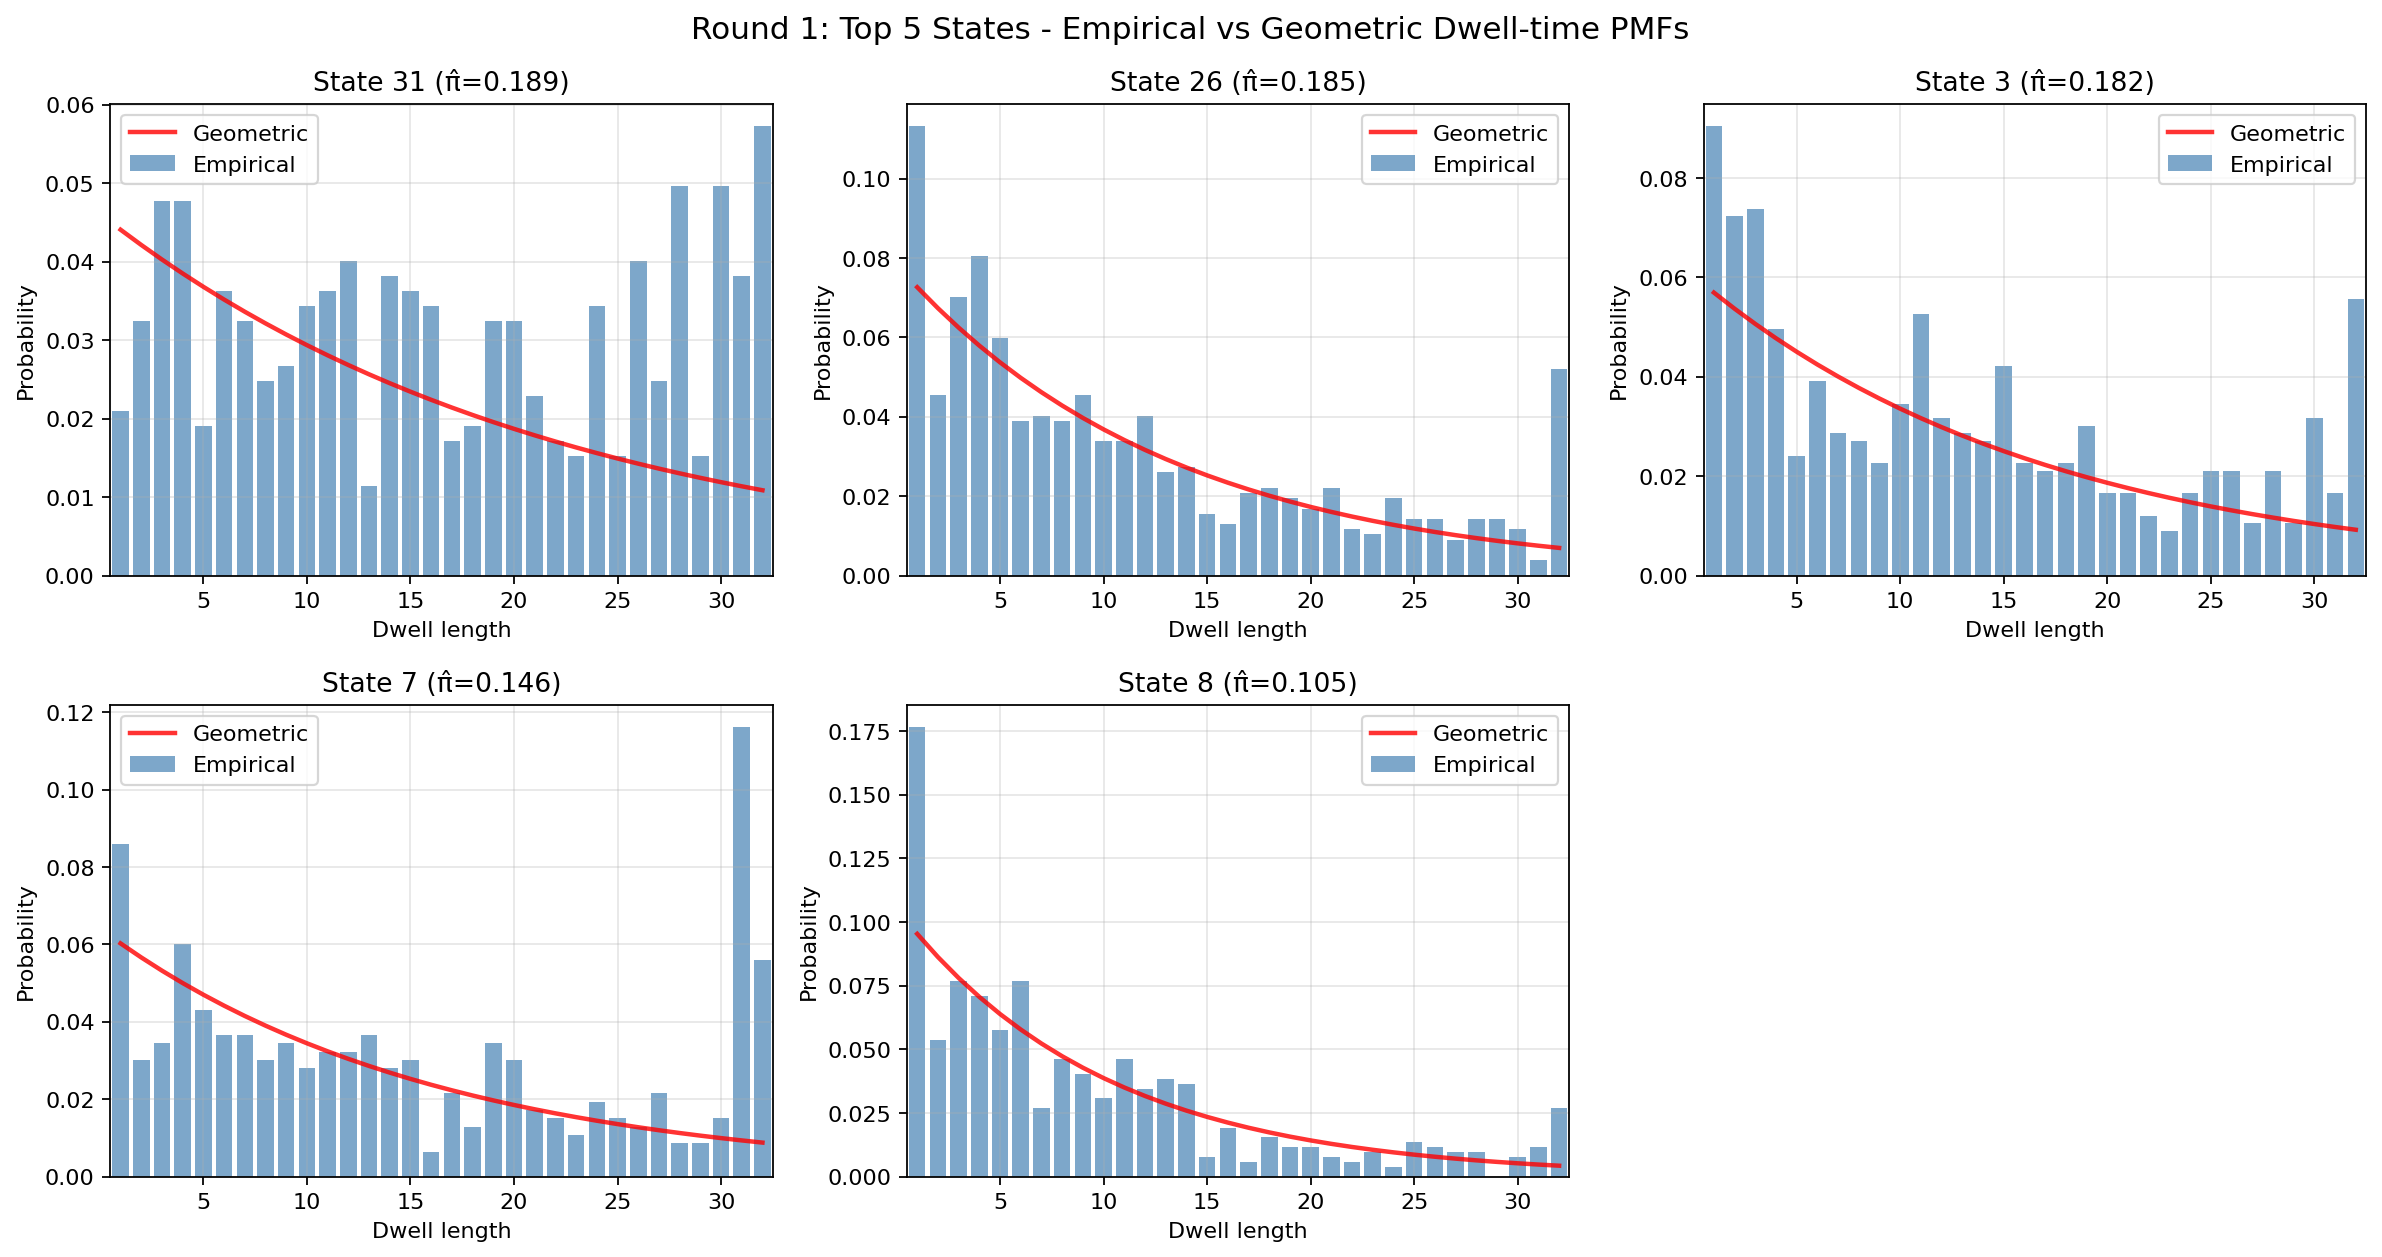 Round 1: Top 5 States - Empirical vs Geometric Dwell-time PMFs
State 31 (π̂=0.189)
0.06
0.05
0.04
0.03
0.02
0.01
0.00
Probability
Geometric
Empirical
5 10 15 20 25 30
Dwell length
State 26 (π̂=0.185)
0.10
0.08
0.06
0.04
0.02
0.00
Probability
Geometric
Empirical
5 10 15 20 25 30
Dwell length
State 3 (π̂=0.182)
0.08
0.06
0.04
0.02
0.00
Probability
Geometric
Empirical
5 10 15 20 25 30
Dwell length
State 7 (π̂=0.146)
0.12
0.10
0.08
0.06
0.04
0.02
0.00
Probability
Geometric
Empirical
5 10 15 20 25 30
Dwell length
State 8 (π̂=0.105)
0.175
0.150
0.125
0.100
0.075
0.050
0.025
0.000
Probability
Geometric
Empirical
5 10 15 20 25 30
Dwell length